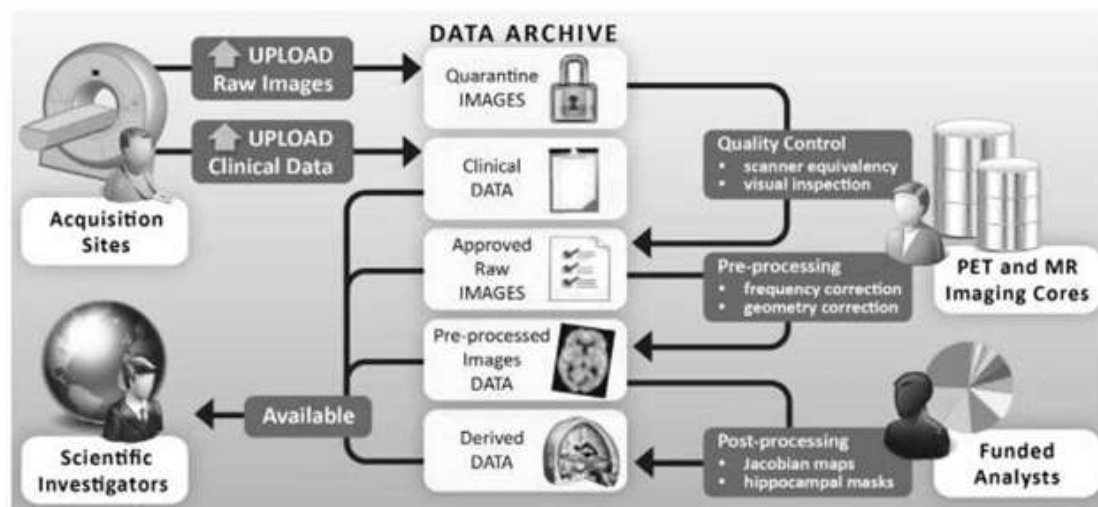 DATA ARCHIVE
UPLOAD
Raw Images
UPLOAD
Clinical Data
Acquisition
Sites
Quarantine
IMAGES
Clinical
DATA
Approved
Raw
IMAGES
Pre-processed
Images
DATA
Derived
DATA
Quality Control
• scanner equivalency
• visual inspection
Pre-processing
• frequency correction
• geometry correction
PET and MR
Imaging Cores
Post-processing
• Jacobian maps
• hippocampal masks
Funded
Analysts
Available
Scientific
Investigators